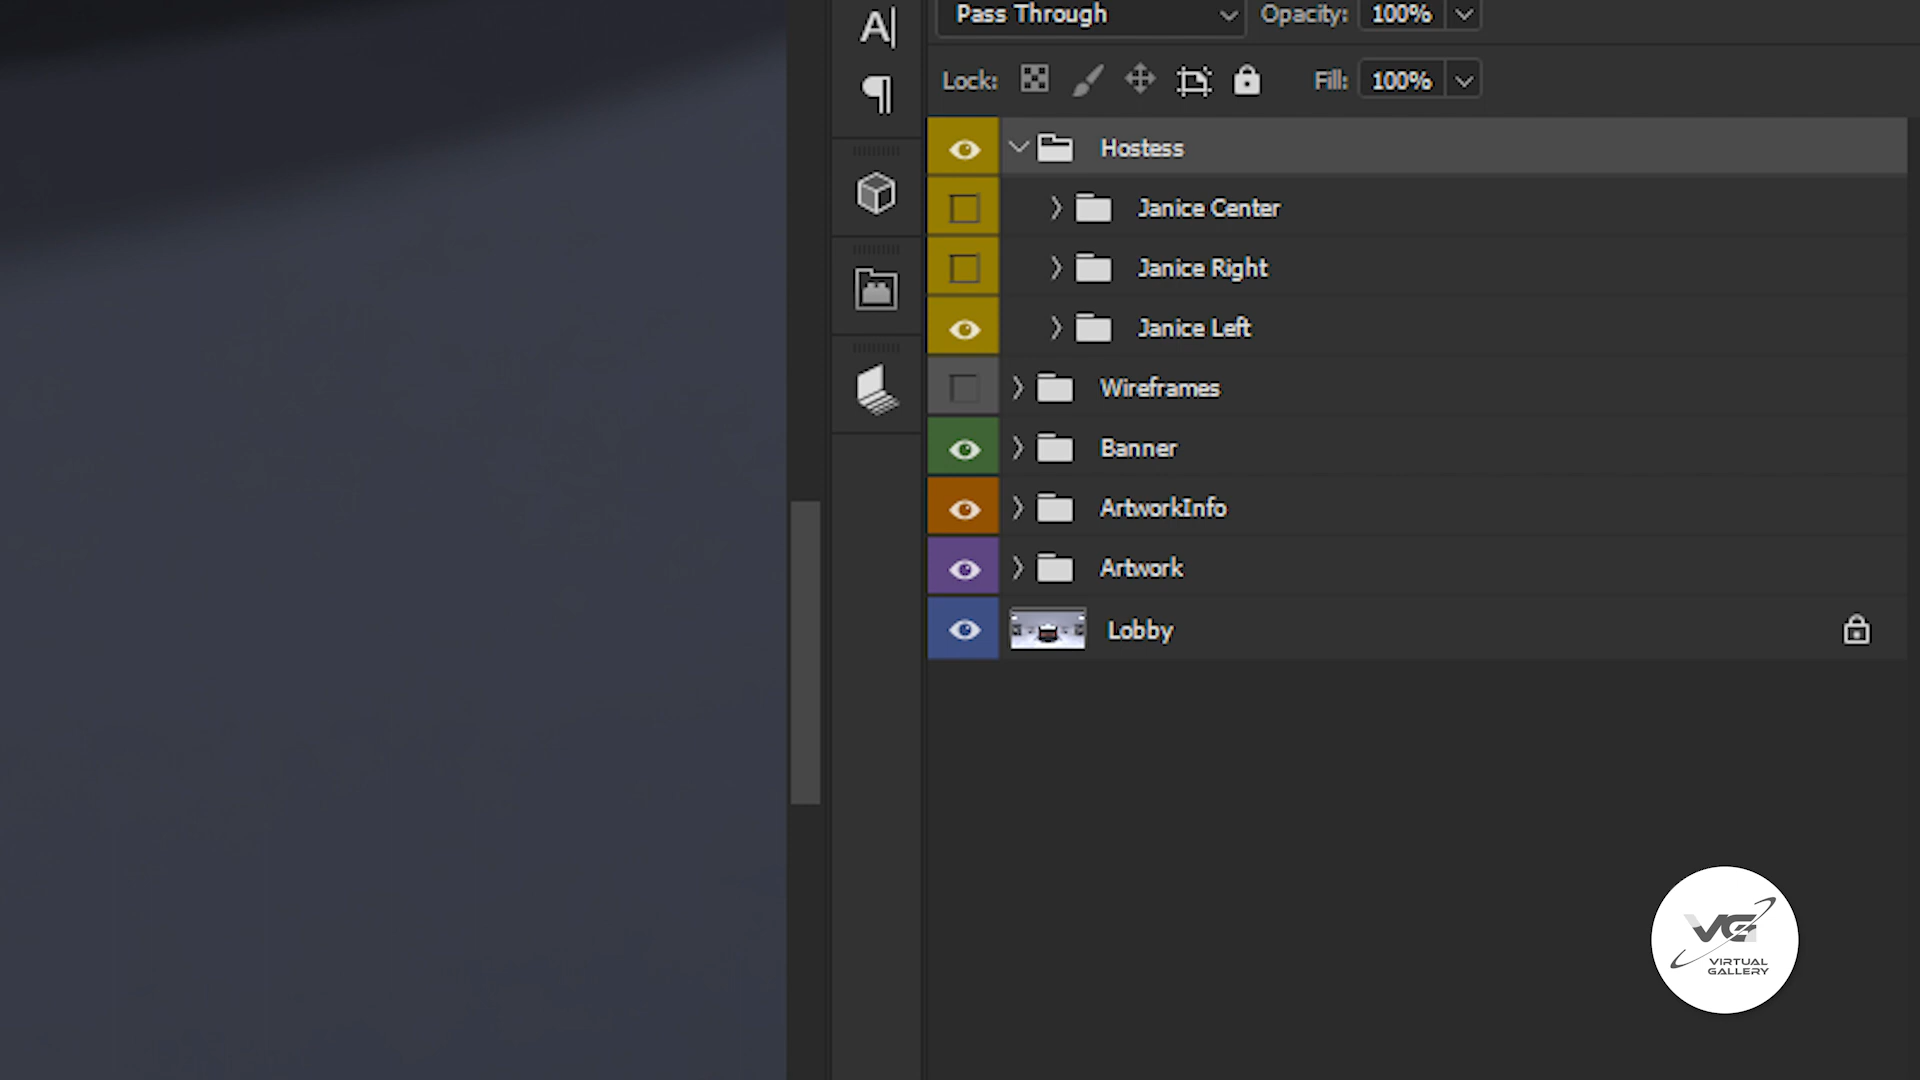 Pass Through
Opacity: 100%
A|
Lock:
Fill: 100%
Hostess
Janice Center
Janice Right
Janice Left
Wireframes
Banner
ArtworkInfo
Artwork
Lobby
VG
VIRTUAL
GALLERY